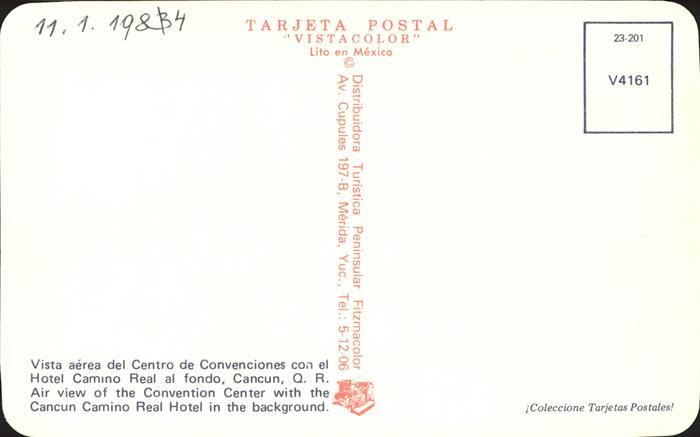 11.1.1984
TARJETA POSTAL
"VISTACOLOR"
Lito en México
©
Distribuidora Turística Peninsular Fitzmacolor
Av. Cupules 197-B, Mérida, Yuc., Tel.: 5-12-06
23-201
V4161
Vista aérea del Centro de Convenciones con el
Hotel Camino Real al fondo, Cancun, Q. R.
Air view of the Convention Center with the
Cancun Camino Real Hotel in the background.
¡Coleccione Tarjetas Postales!